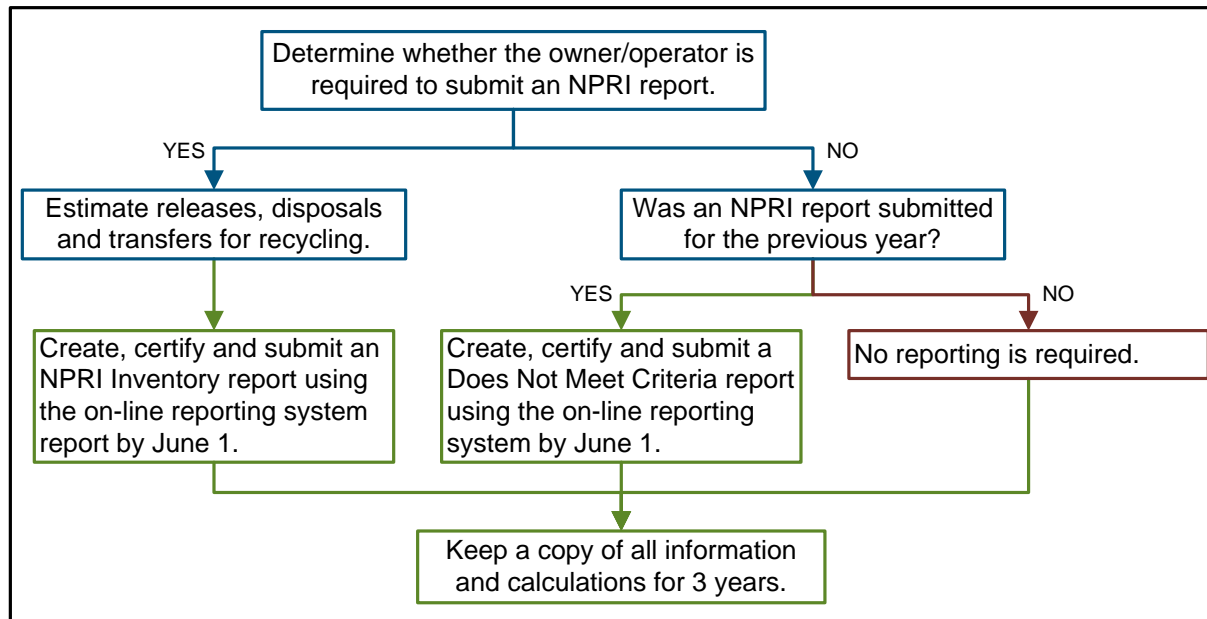 Determine whether the owner/operator is
required to submit an NPRI report.
YES
NO
Estimate releases, disposals
and transfers for recycling.
Was an NPRI report submitted
for the previous year?
YES
NO
Create, certify and submit an
NPRI Inventory report using
the on-line reporting system
report by June 1.
Create, certify and submit a
Does Not Meet Criteria report
using the on-line reporting
system by June 1.
No reporting is required.
Keep a copy of all information
and calculations for 3 years.